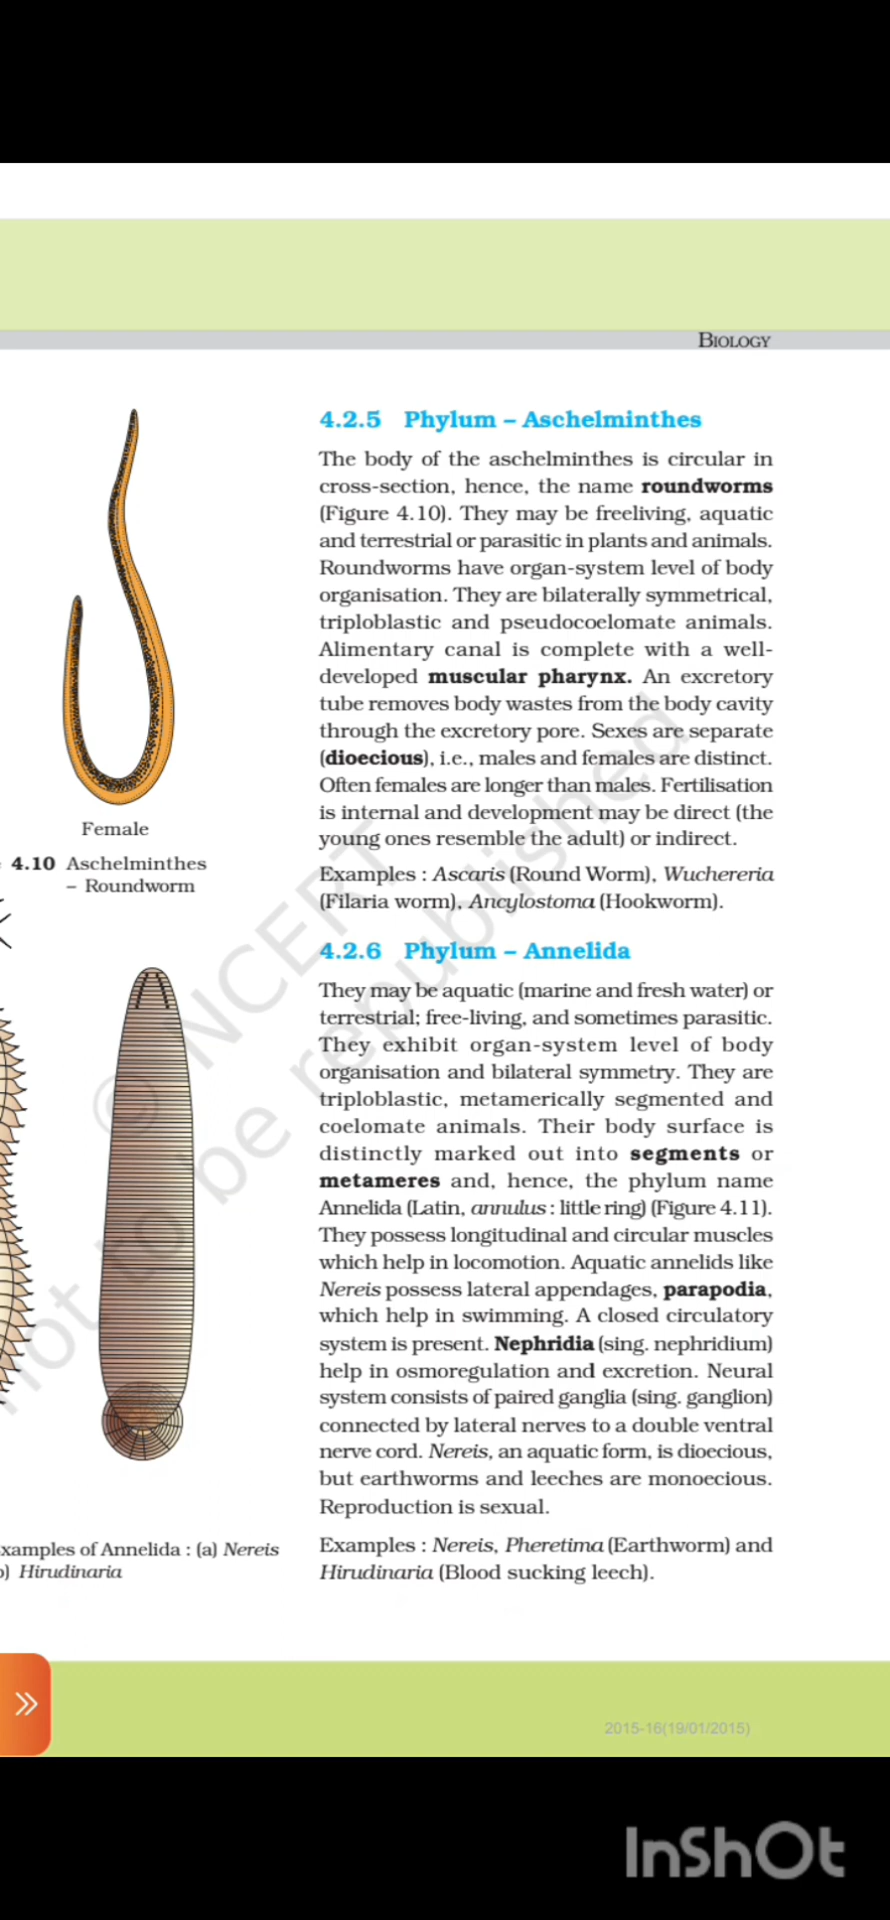 BIOLOGY
4.2.5 Phylum – Aschelminthes
The body of the aschelminthes is circular in
cross-section, hence, the name roundworms
(Figure 4.10). They may be freeliving, aquatic
and terrestrial or parasitic in plants and animals.
Roundworms have organ-system level of body
organisation. They are bilaterally symmetrical,
triploblastic and pseudocoelomate animals.
Alimentary canal is complete with a well-
developed muscular pharynx. An excretory
tube removes body wastes from the body cavity
through the excretory pore. Sexes are separate
(dioecious), i.e., males and females are distinct.
Often females are longer than males. Fertilisation
is internal and development may be direct (the
young ones resemble the adult) or indirect.
Examples : Ascaris (Round Worm), Wuchereria
(Filaria worm), Ancylostoma (Hookworm).
Female
4.10 Aschelminthes
– Roundworm
4.2.6 Phylum – Annelida
They may be aquatic (marine and fresh water) or
terrestrial; free-living, and sometimes parasitic.
They exhibit organ-system level of body
organisation and bilateral symmetry. They are
triploblastic, metamerically segmented and
coelomate animals. Their body surface is
distinctly marked out into segments or
metameres and, hence, the phylum name
Annelida (Latin, annulus : little ring) (Figure 4.11).
They possess longitudinal and circular muscles
which help in locomotion. Aquatic annelids like
Nereis possess lateral appendages, parapodia,
which help in swimming. A closed circulatory
system is present. Nephridia (sing. nephridium)
help in osmoregulation and excretion. Neural
system consists of paired ganglia (sing. ganglion)
connected by lateral nerves to a double ventral
nerve cord. Nereis, an aquatic form, is dioecious,
but earthworms and leeches are monoecious.
Reproduction is sexual.
Examples : Nereis, Pheretima (Earthworm) and
Hirudinaria (Blood sucking leech).
xamples of Annelida : (a) Nereis
) Hirudinaria
© NCERT
not to be republished
2015-16(19/01/2015)
InShOt